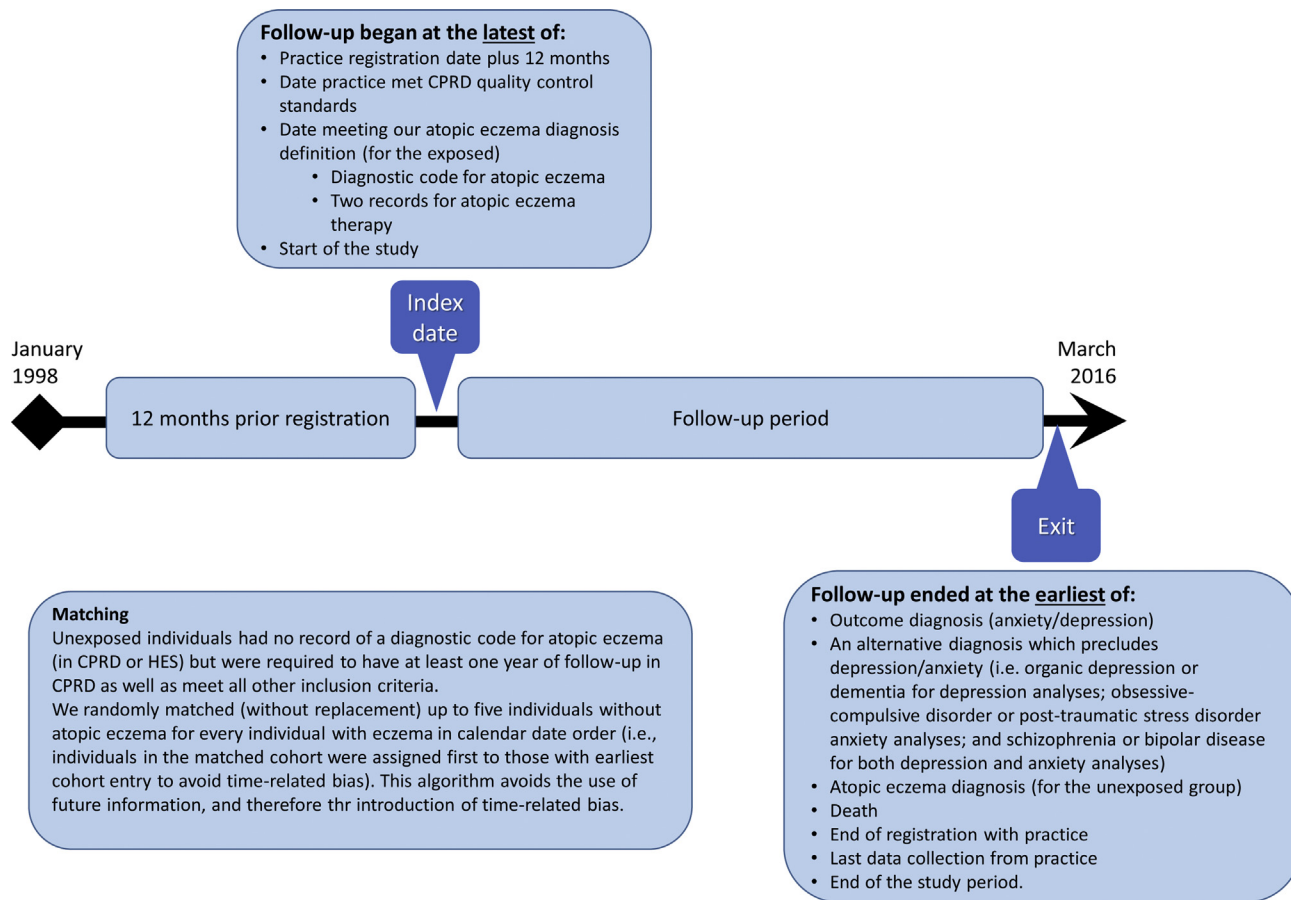 Follow-up began at the latest of:
• Practice registration date plus 12 months
• Date practice met CPRD quality control
standards
• Date meeting our atopic eczema diagnosis
definition (for the exposed)
• Diagnostic code for atopic eczema
• Two records for atopic eczema
therapy
• Start of the study
Index
date
January
1998
March
2016
12 months prior registration
Follow-up period
Exit
Matching
Unexposed individuals had no record of a diagnostic code for atopic eczema
(in CPRD or HES) but were required to have at least one year of follow-up in
CPRD as well as meet all other inclusion criteria.
We randomly matched (without replacement) up to five individuals without
atopic eczema for every individual with eczema in calendar date order (i.e.,
individuals in the matched cohort were assigned first to those with earliest
cohort entry to avoid time-related bias). This algorithm avoids the use of
future information, and therefore thr introduction of time-related bias.
Follow-up ended at the earliest of:
• Outcome diagnosis (anxiety/depression)
• An alternative diagnosis which precludes
depression/anxiety (i.e. organic depression or
dementia for depression analyses; obsessive-
compulsive disorder or post-traumatic stress disorder
anxiety analyses; and schizophrenia or bipolar disease
for both depression and anxiety analyses)
• Atopic eczema diagnosis (for the unexposed group)
• Death
• End of registration with practice
• Last data collection from practice
• End of the study period.